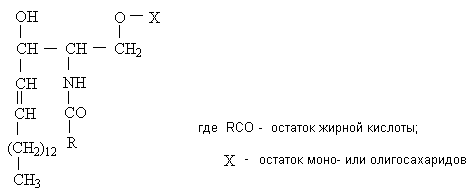 OH O — X
CH — CH — CH₂
CH NH
CH CO
(CH₂)₁₂ R
CH₃
где RCO - остаток жирной кислоты;
X - остаток моно- или олигосахаридов